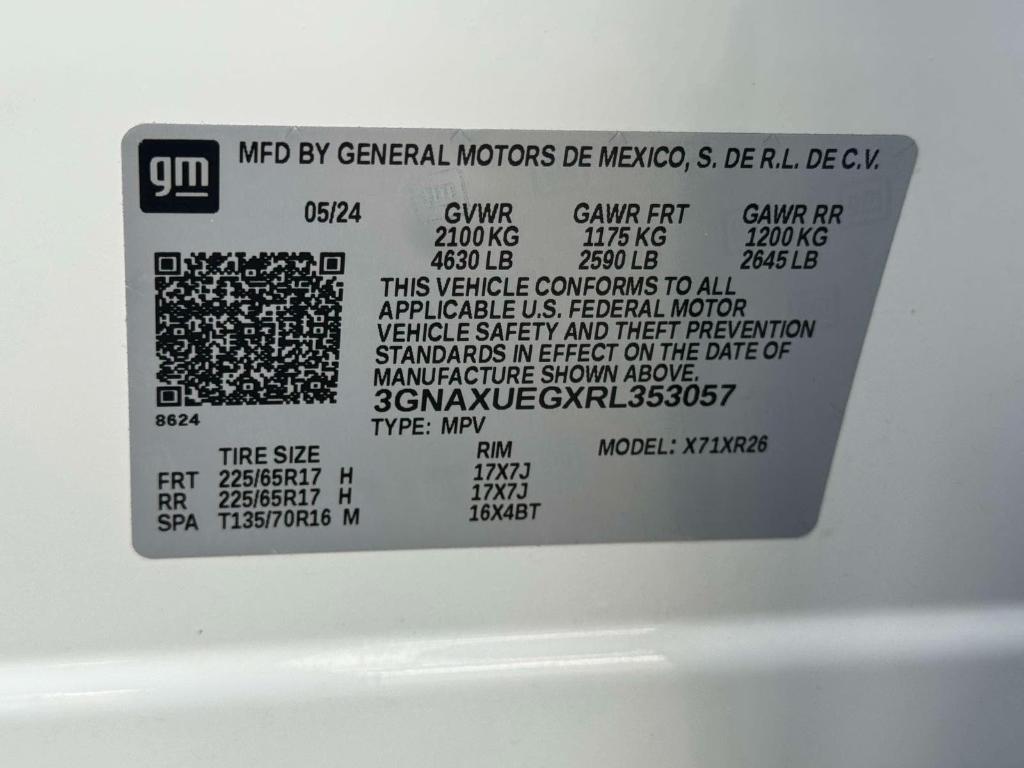 gm MFD BY GENERAL MOTORS DE MEXICO, S. DE R.L. DE C.V.
05/24 GVWR GAWR FRT GAWR RR
2100 KG 1175 KG 1200 KG
4630 LB 2590 LB 2645 LB
THIS VEHICLE CONFORMS TO ALL
APPLICABLE U.S. FEDERAL MOTOR
VEHICLE SAFETY AND THEFT PREVENTION
STANDARDS IN EFFECT ON THE DATE OF
MANUFACTURE SHOWN ABOVE.
3GNAXUEGXRL353057
8624
TYPE: MPV
TIRE SIZE RIM MODEL: X71XR26
FRT 225/65R17 H 17X7J
RR 225/65R17 H 17X7J
SPA T135/70R16 M 16X4BT